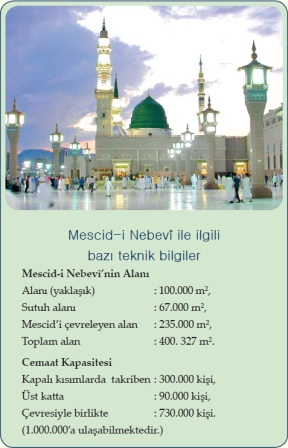 Mescid-i Nebevî ile ilgili
bazı teknik bilgiler
Mescid-i Nebevî’nin Alanı
Alanı (yaklaşık) : 100.000 m²,
Sutuh alanı : 67.000 m²,
Mescid’i çevreleyen alan : 235.000 m²,
Toplam alan : 400. 327 m².
Cemaat Kapasitesi
Kapalı kısımlarda takriben : 300.000 kişi,
Üst katta : 90.000 kişi,
Çevresiyle birlikte : 730.000 kişi.
(1.000.000’a ulaşabilmektedir.)